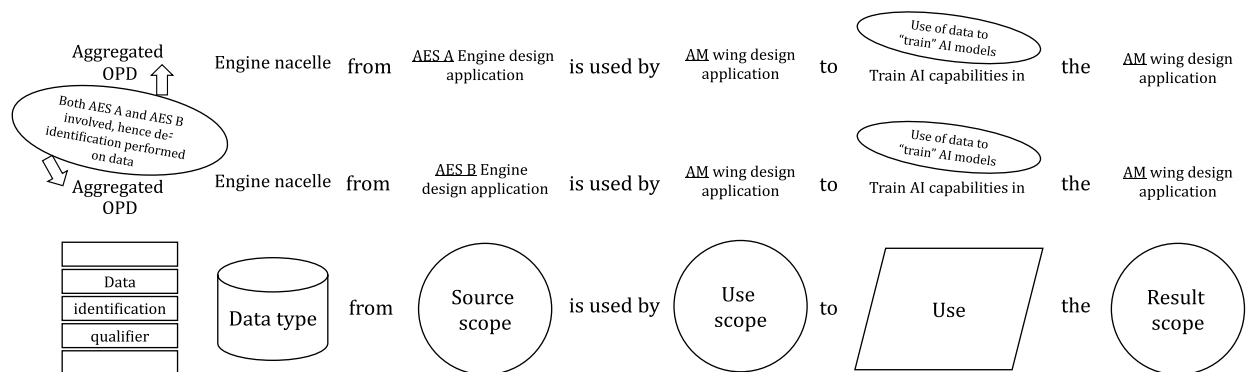 Aggregated
OPD
Engine nacelle
from
AES A Engine design
application
is used by
AM wing design
application
to
Use of data to
“train” AI models
Train AI capabilities in
the
AM wing design
application
Both AES A and AES B
involved, hence de-
identification performed
on data
Aggregated
OPD
Engine nacelle
from
AES B Engine
design application
is used by
AM wing design
application
to
Use of data to
“train” AI models
Train AI capabilities in
the
AM wing design
application
Data
identification
qualifier
Data type
from
Source
scope
is used by
Use
scope
to
Use
the
Result
scope